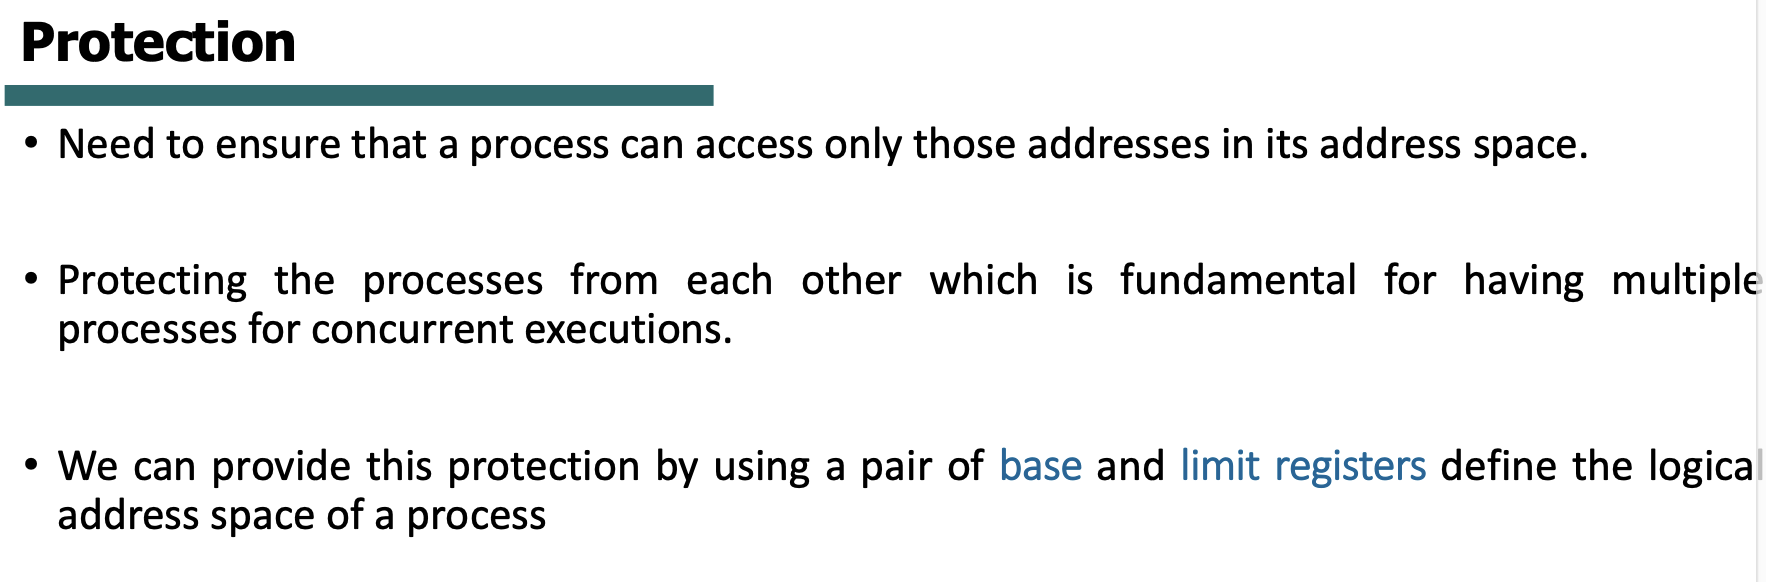 Protection
• Need to ensure that a process can access only those addresses in its address space.
• Protecting the processes from each other which is fundamental for having multiple
processes for concurrent executions.
• We can provide this protection by using a pair of base and limit registers define the logical
address space of a process